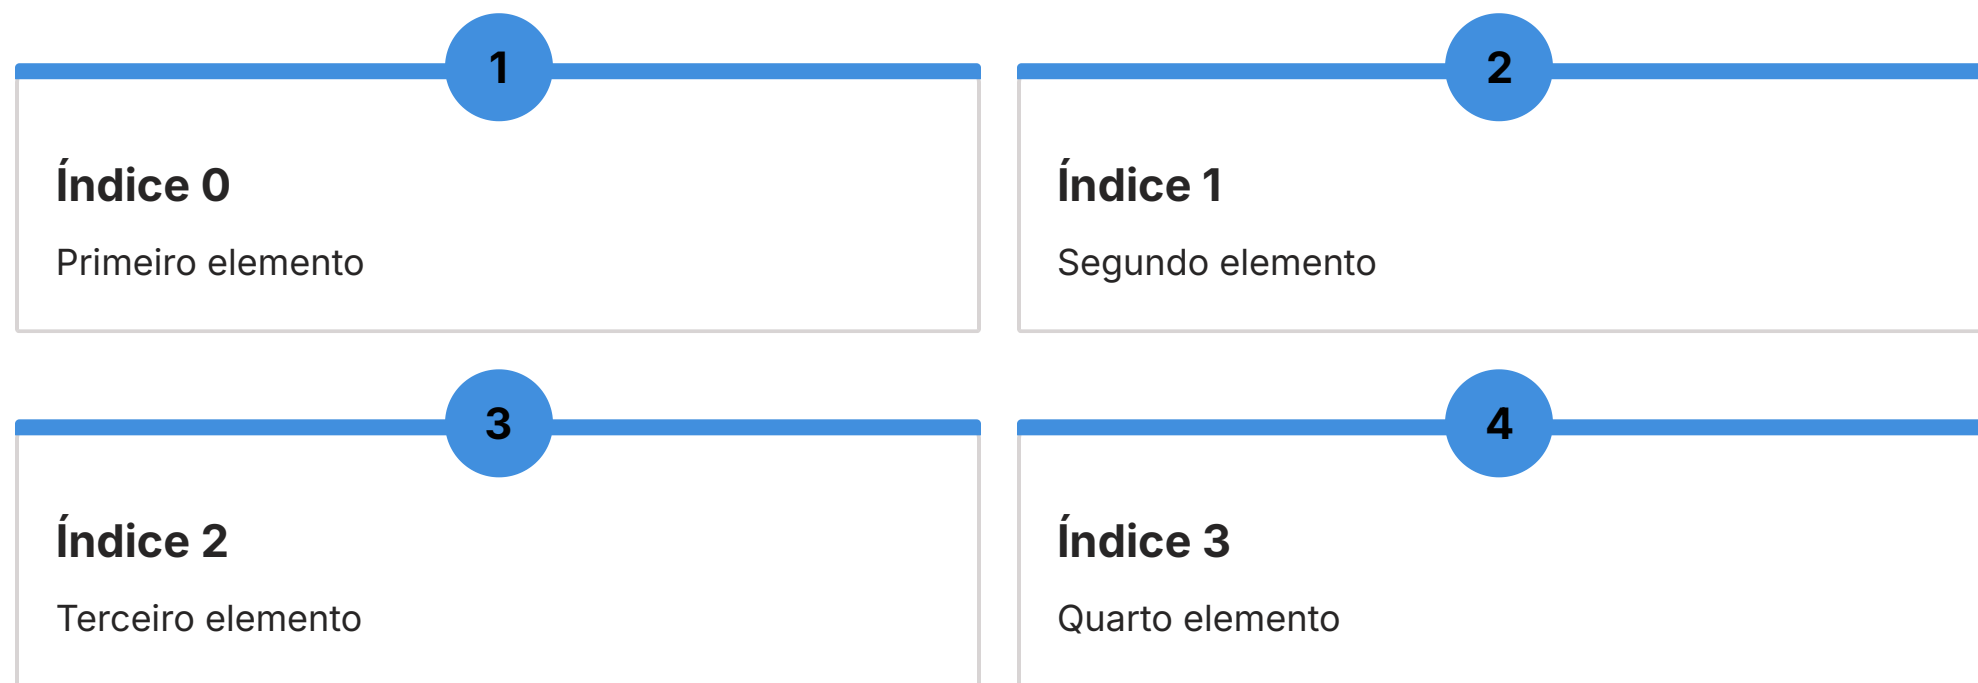 1
Índice 0
Primeiro elemento
2
Índice 1
Segundo elemento
3
Índice 2
Terceiro elemento
4
Índice 3
Quarto elemento